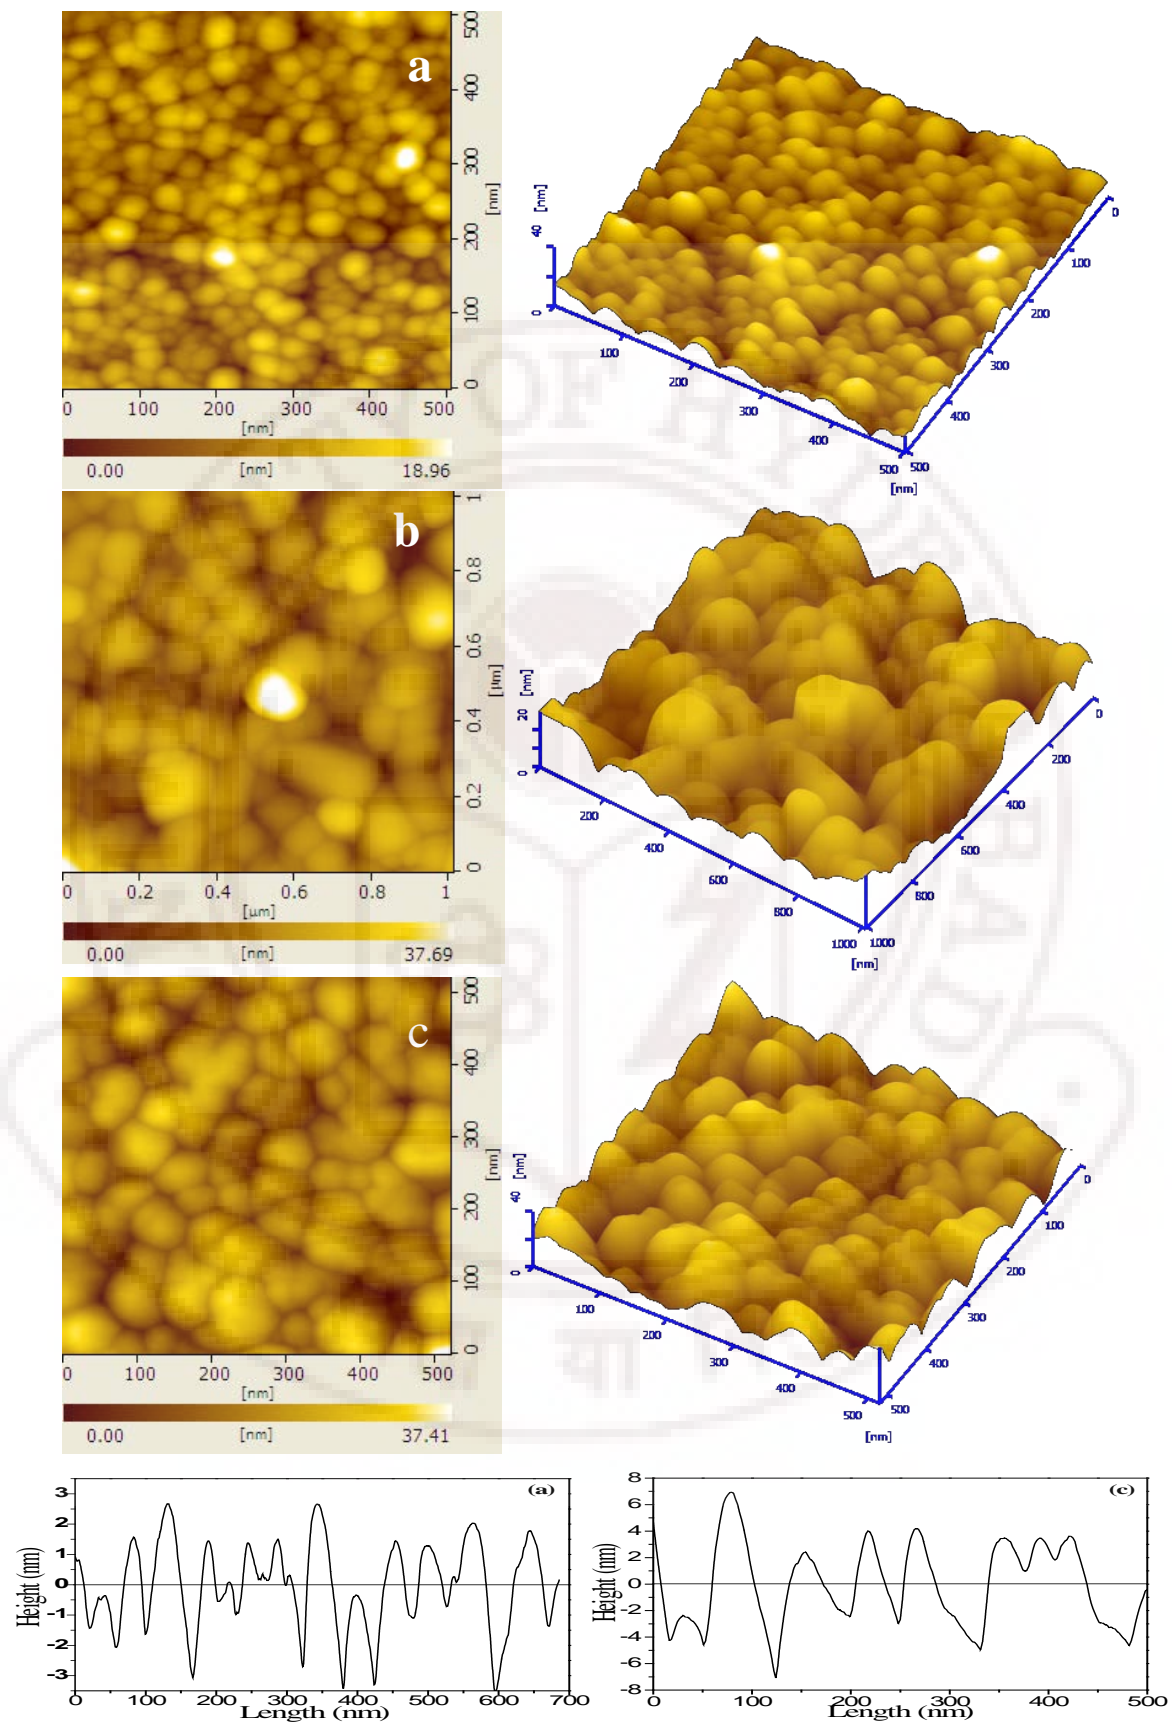 a
0 100 200 300 400 500
[nm]
0 100 200 300 400 500
[nm]
0.00 [nm] 18.96
40 [nm]
0
100 200 300 400 500
0 100 200 300 400 500
[nm]
b
0 0.2 0.4 0.6 0.8 1
[µm]
0 0.2 0.4 0.6 0.8 1
[µm]
0.00 [nm] 37.69
20 [nm]
0
200 400 600 800 1000
0 200 400 600 800 1000
[nm]
c
0 100 200 300 400 500
[nm]
0 100 200 300 400 500
[nm]
0.00 [nm] 37.41
40 [nm]
0
100 200 300 400 500
0 100 200 300 400 500
[nm]
(a)
3
2
1
0
-1
-2
-3
Height (nm)
0 100 200 300 400 500 600 700
Length (nm)
(c)
8
6
4
2
0
-2
-4
-6
-8
Height (nm)
0 100 200 300 400 500
Length (nm)